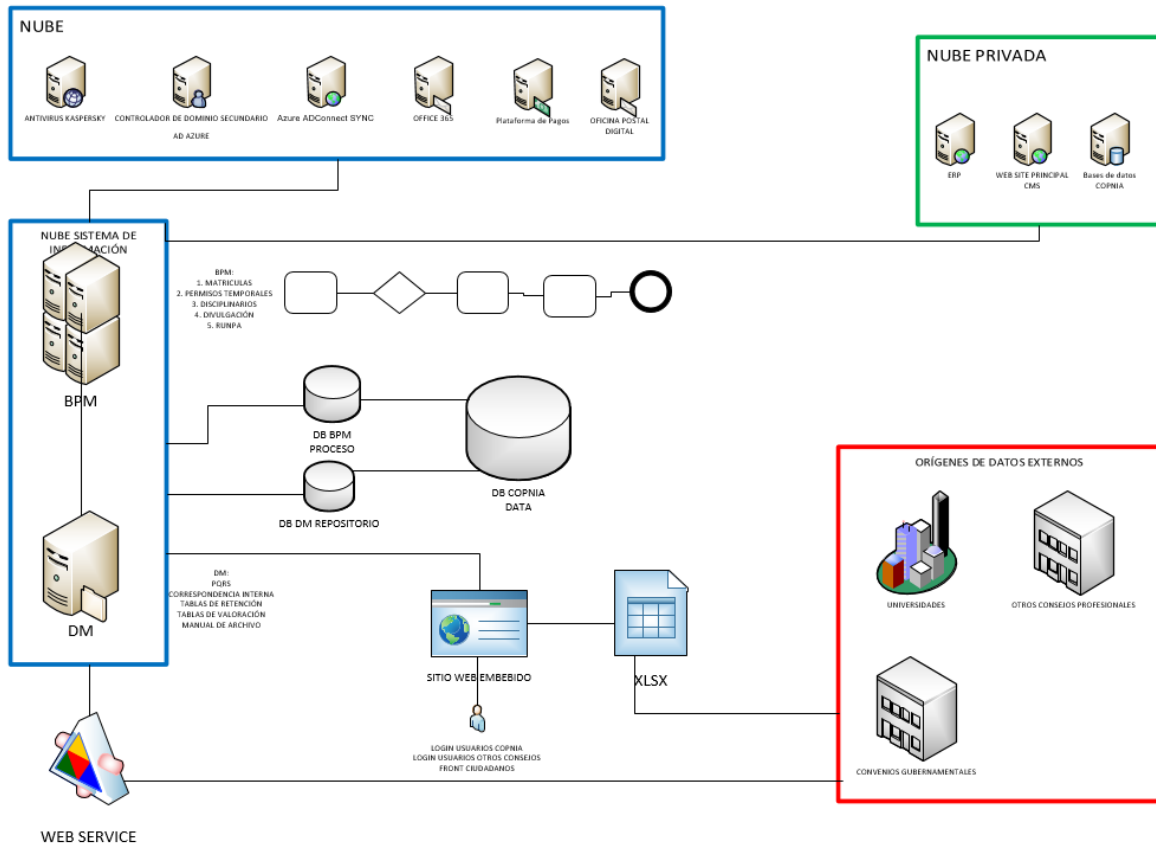 NUBE
ANTIVIRUS KASPERSKY
CONTROLADOR DE DOMINIO SECUNDARIO
AD AZURE
Azure ADConnect SYNC
OFFICE 365
Plataforma de Pagos
OFICINA POSTAL
DIGITAL
NUBE PRIVADA
ERP
WEB SITE PRINCIPAL
CMS
Bases de datos
COPNIA
NUBE SISTEMA DE
INFORMACIÓN
BPM
DM
BPM:
1. MATRICULAS
2. PERMISOS TEMPORALES
3. DISCIPLINARIOS
4. DIVULGACIÓN
5. RUNPA
DB BPM
PROCESO
DB DM REPOSITORIO
DB COPNIA
DATA
DM:
PQRS
CORRESPONDENCIA INTERNA
TABLAS DE RETENCIÓN
TABLAS DE VALORACIÓN
MANUAL DE ARCHIVO
SITIO WEB EMBEBIDO
XLSX
LOGIN USUARIOS COPNIA
LOGIN USUARIOS OTROS CONSEJOS
FRONT CIUDADANOS
ORÍGENES DE DATOS EXTERNOS
UNIVERSIDADES
OTROS CONSEJOS PROFESIONALES
CONVENIOS GUBERNAMENTALES
WEB SERVICE